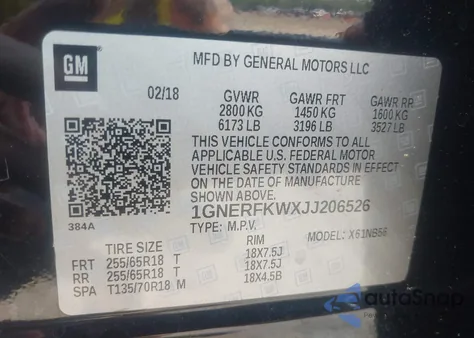 GM
MFD BY GENERAL MOTORS LLC
02/18 GVWR GAWR FRT GAWR RR
2800 KG 1450 KG 1600 KG
6173 LB 3196 LB 3527 LB
THIS VEHICLE CONFORMS TO ALL
APPLICABLE U.S. FEDERAL MOTOR
VEHICLE SAFETY STANDARDS IN EFFECT
ON THE DATE OF MANUFACTURE
SHOWN ABOVE.
1GNERFKWXJJ206526
384A
TYPE: M.P.V. MODEL: X61NB56
TIRE SIZE RIM
FRT 255/65R18 T 18X7.5J
RR 255/65R18 T 18X7.5J
SPA T135/70R18 M 18X4.5B
autoSnap